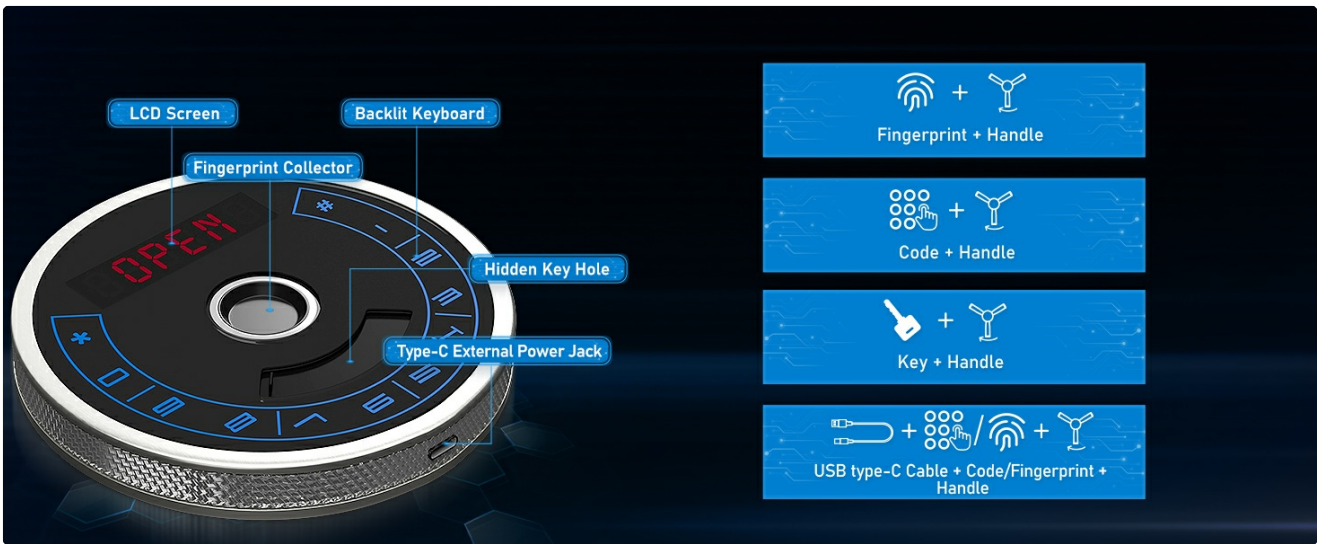 LCD Screen
Backlit Keyboard
Fingerprint Collector
OPEN
Hidden Key Hole
Type-C External Power Jack
Fingerprint + Handle
Code + Handle
Key + Handle
USB type-C Cable + Code/Fingerprint +
Handle